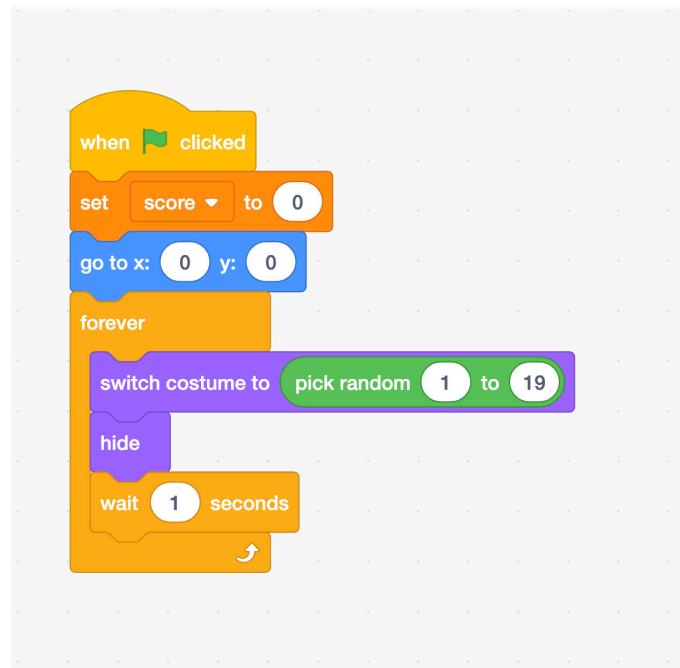 when clicked
set score to 0
go to x: 0 y: 0
forever
switch costume to pick random 1 to 19
hide
wait 1 seconds